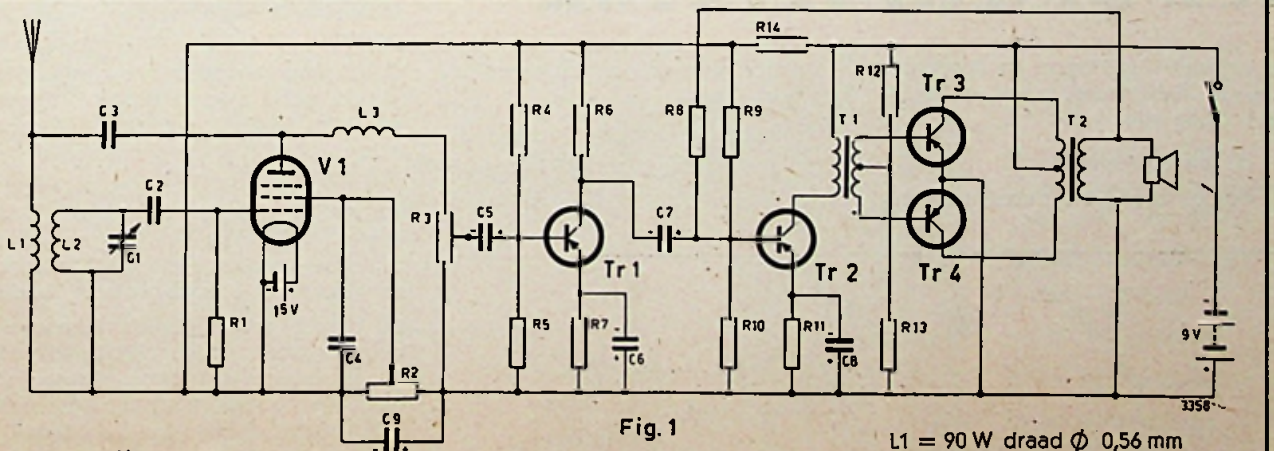 R14
R12
Tr 3
C3
L3
R4
R6
R8
R9
T1
T2
V1
C2
R3
C5
C7
L1
L2
C1
Tr 1
Tr 2
Tr 4
15V
R1
C4
R2
R5
R7
C6
R10
R11
C8
R13
9V
3358
C9
Fig. 1
L1 = 90 W draad Ø 0,56 mm